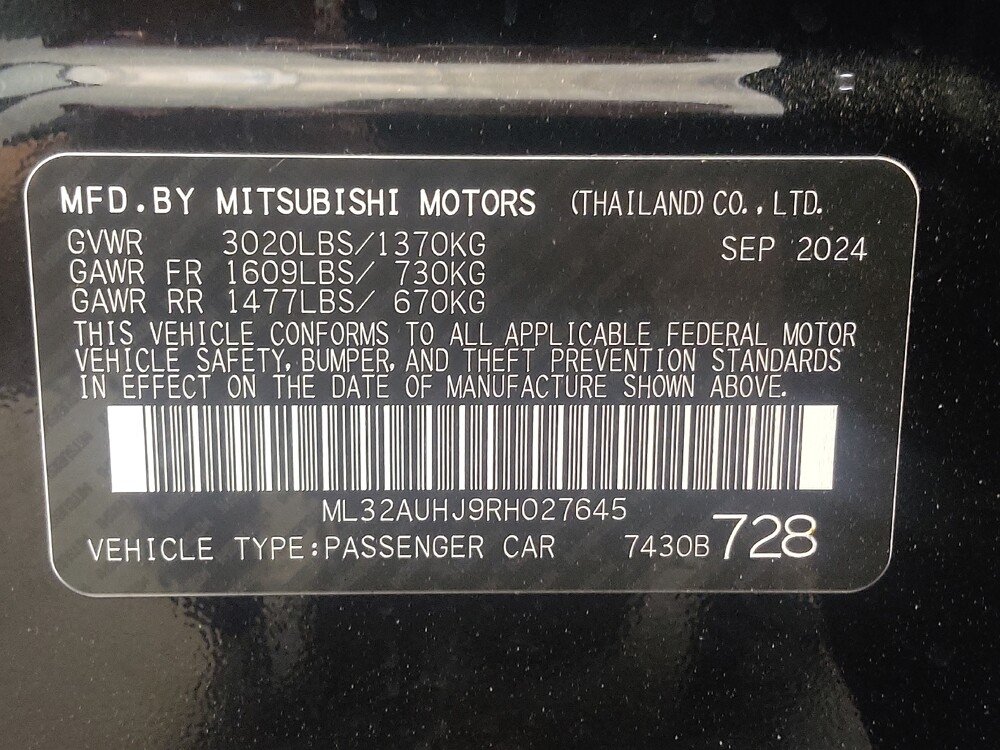 MFD.BY MITSUBISHI MOTORS (THAILAND) CO., LTD.
GVWR 3020LBS/1370KG SEP 2024
GAWR FR 1609LBS/ 730KG
GAWR RR 1477LBS/ 670KG
THIS VEHICLE CONFORMS TO ALL APPLICABLE FEDERAL MOTOR
VEHICLE SAFETY, BUMPER, AND THEFT PREVENTION STANDARDS
IN EFFECT ON THE DATE OF MANUFACTURE SHOWN ABOVE.
ML32AUHJ9RH027645
VEHICLE TYPE:PASSENGER CAR 7430B 728